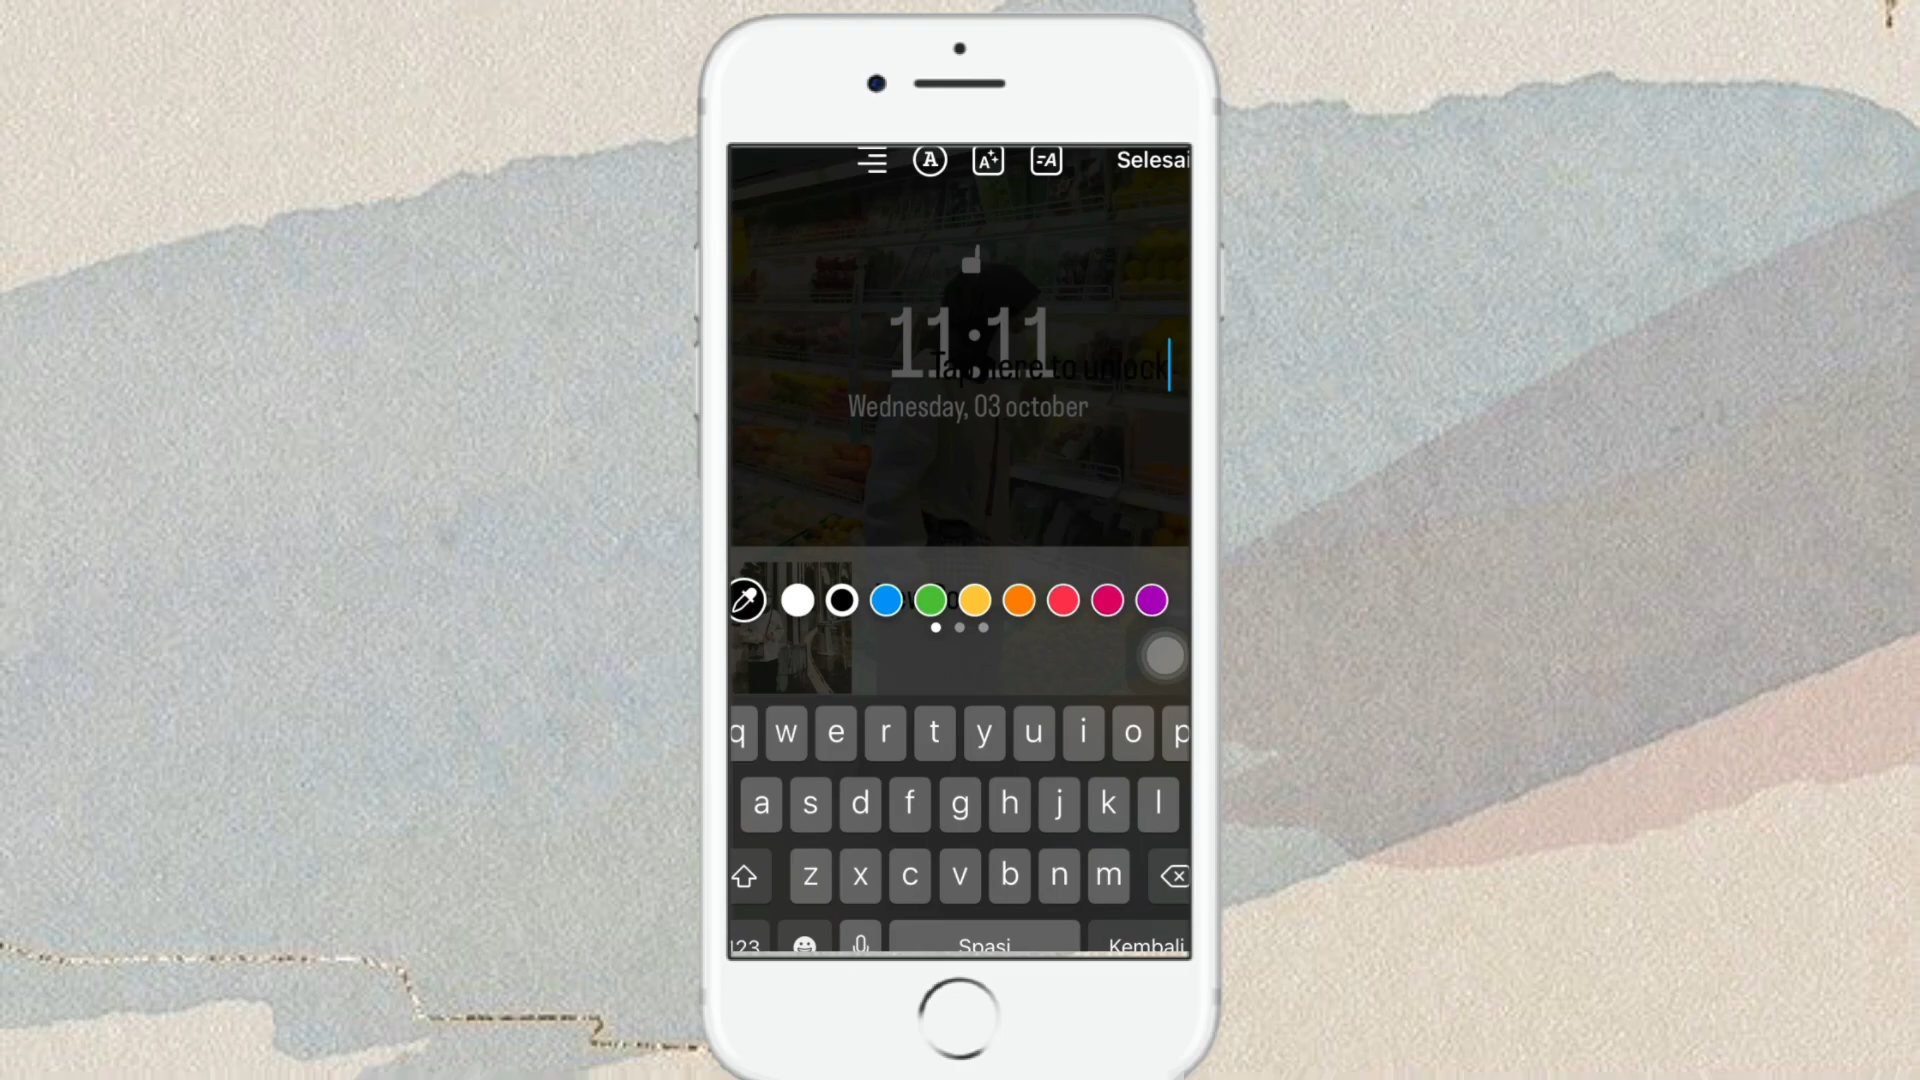 A A =A Selesai
11:11
Tap here to unlock
Wednesday, 03 october
q w e r t y u i o p
a s d f g h j k l
z x c v b n m
123 Spasi Kembali